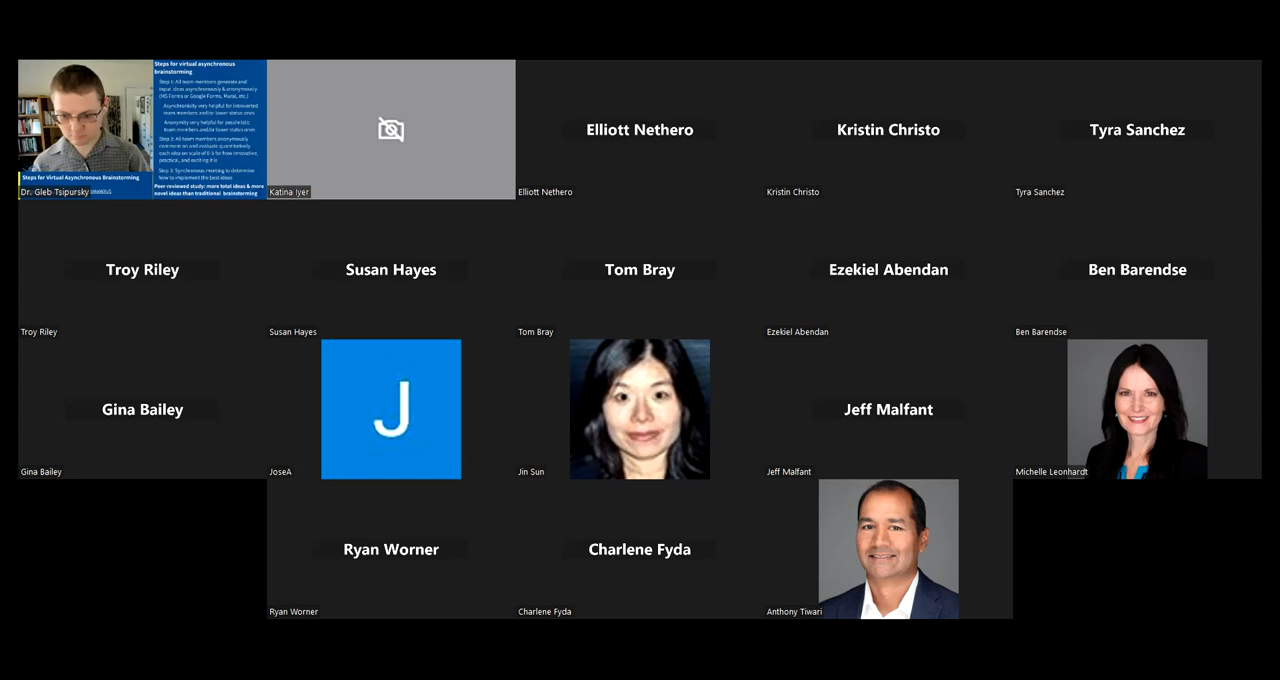 Steps for virtual asynchronous
brainstorming
Step 1: All team members generate and
input ideas asynchronously & anonymously
(MS Forms or Google Forms, Mural, etc.)
Asynchronicity very helpful for introverted
team members and/or lower status ones
Anonymity very helpful for pessimistic
team members and/or lower status ones
Step 2: All team members anonymously
comment on and evaluate quantitatively
each idea on scale of 0-5 for how innovative,
practical, and exciting it is
Step 3: Synchronous meeting to determine
how to implement the best ideas
Peer-reviewed study: more total ideas & more
novel ideas than traditional brainstorming
Steps for Virtual Asynchronous Brainstorming
Dr. Gleb Tsipursky
Katina Iyer
Elliott Nethero
Elliott Nethero
Kristin Christo
Kristin Christo
Tyra Sanchez
Tyra Sanchez
Troy Riley
Troy Riley
Susan Hayes
Susan Hayes
Tom Bray
Tom Bray
Ezekiel Abendan
Ezekiel Abendan
Ben Barendse
Ben Barendse
Gina Bailey
Gina Bailey
J
JoseA
Jin Sun
Jeff Malfant
Jeff Malfant
Michelle Leonhardt
Ryan Worner
Ryan Worner
Charlene Fyda
Charlene Fyda
Anthony Tiwari